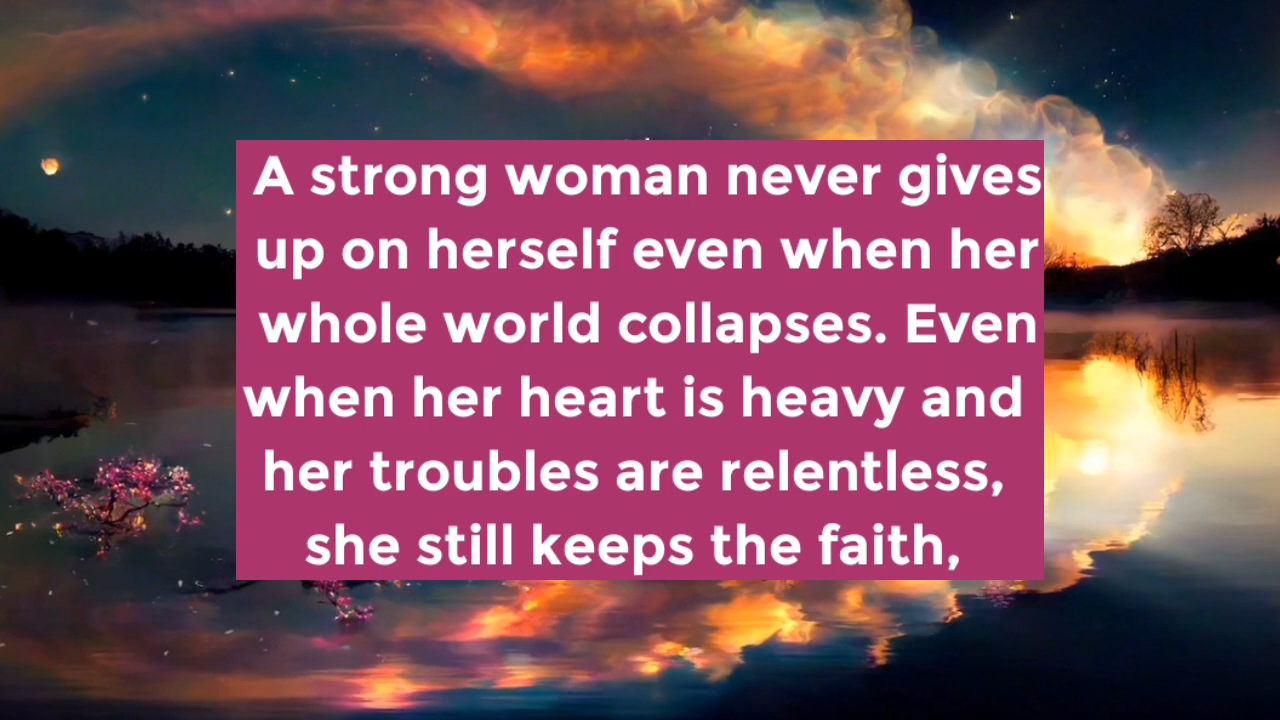 A strong woman never gives
up on herself even when her
whole world collapses. Even
when her heart is heavy and
her troubles are relentless,
she still keeps the faith,